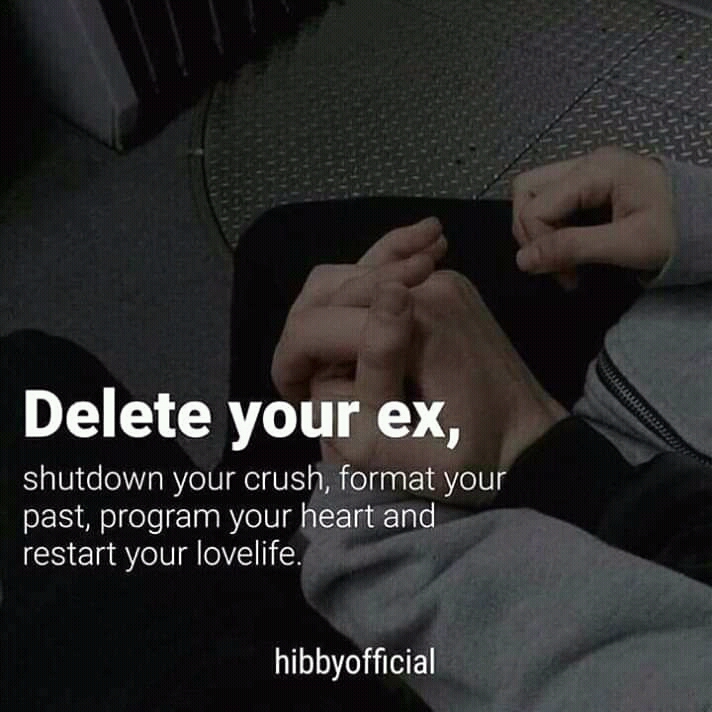 Delete your ex,
shutdown your crush, format your
past, program your heart and
restart your lovelife.
hibbyofficial